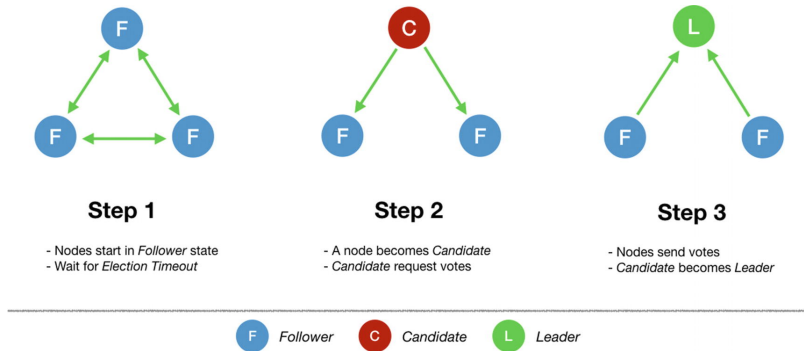 F
C
L
F
F
F
F
F
F
Step 1
Step 2
Step 3
- Nodes start in Follower state
- Wait for Election Timeout
- A node becomes Candidate
- Candidate request votes
- Nodes send votes
- Candidate becomes Leader
F Follower C Candidate L Leader